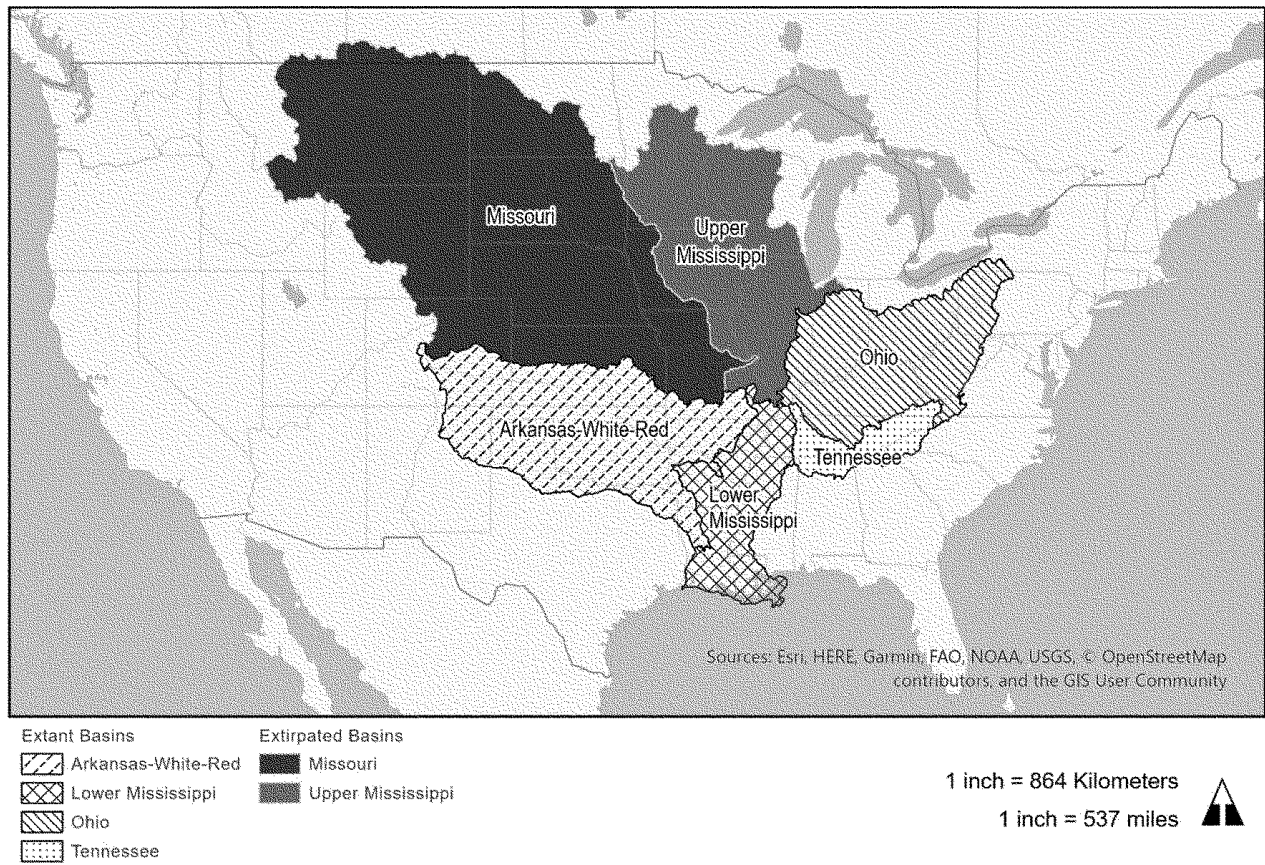 Missouri
Upper
Mississippi
Ohio
Arkansas-White-Red
Tennessee
Lower
Mississippi
Sources: Esri, HERE, Garmin, FAO, NOAA, USGS, © OpenStreetMap
contributors, and the GIS User Community
Extant Basins
Arkansas-White-Red
Lower Mississippi
Ohio
Tennessee
Extirpated Basins
Missouri
Upper Mississippi
1 inch = 864 Kilometers
1 inch = 537 miles